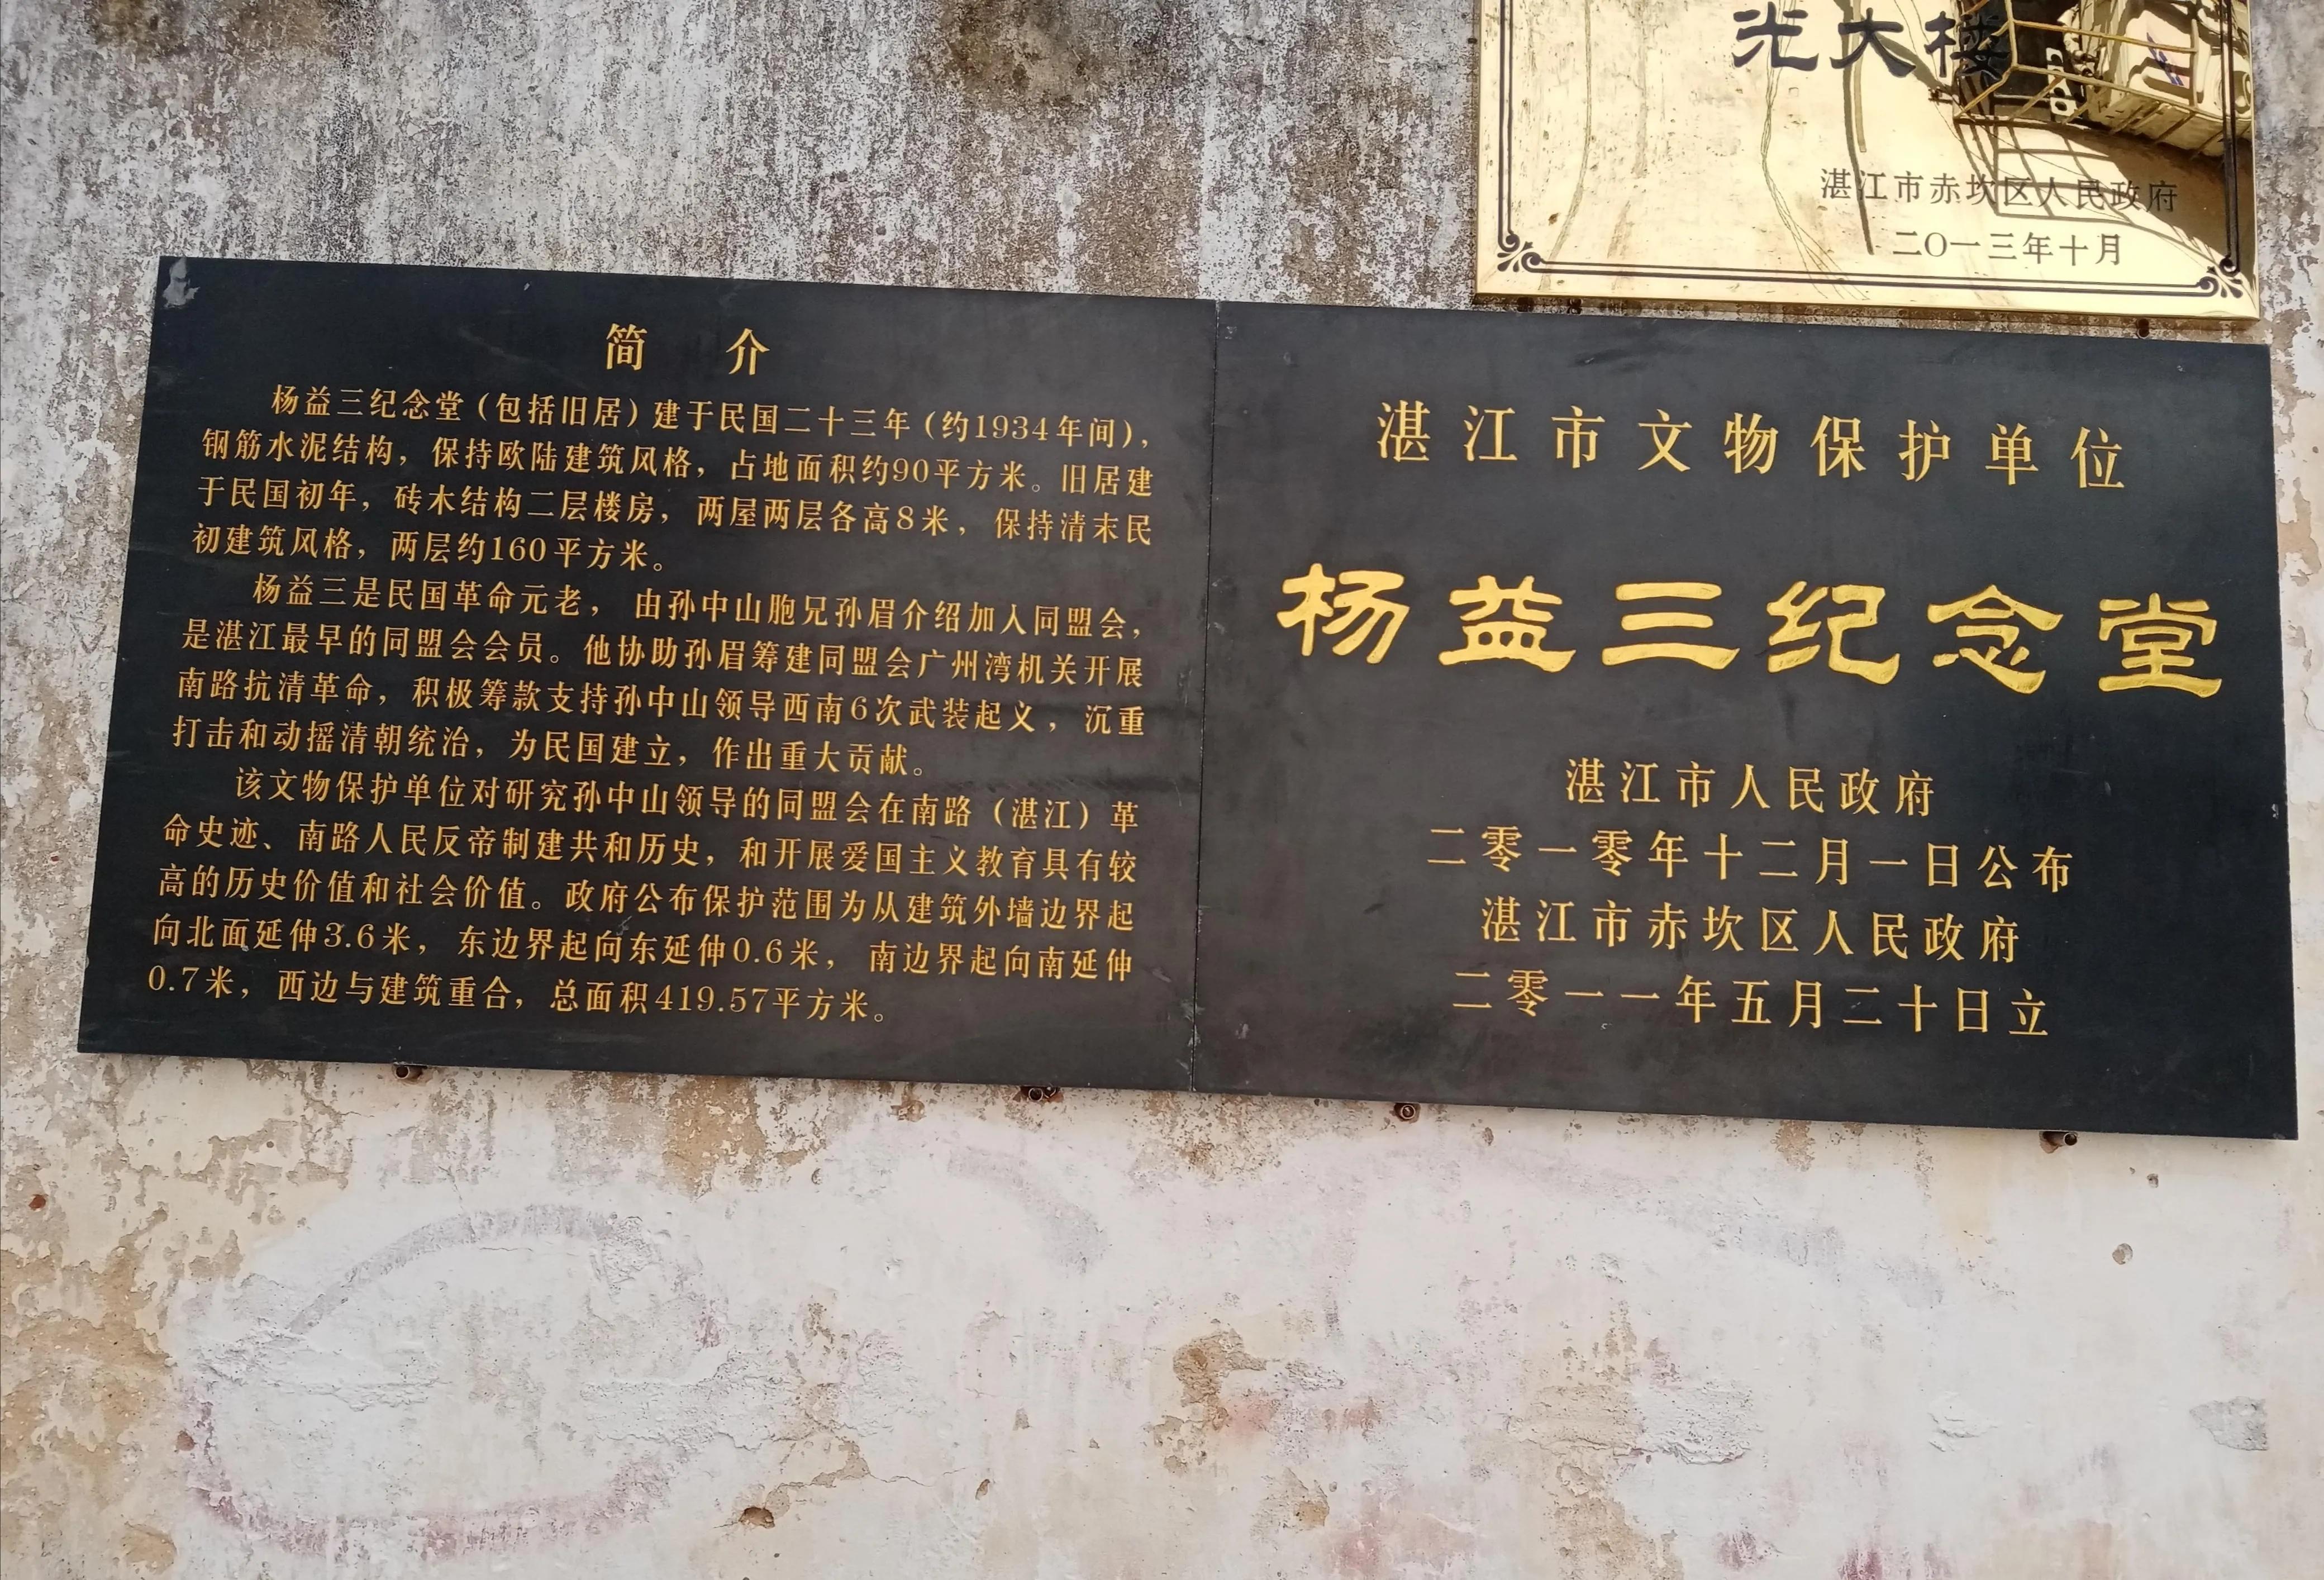 光大楼
湛江市赤坎区人民政府
二〇一三年十月
简 介
杨益三纪念堂（包括旧居）建于民国二十三年（约1934年间），
钢筋水泥结构，保持欧陆建筑风格，占地面积约90平方米。旧居建
于民国初年，砖木结构二层楼房，两屋两层各高8米，保持清末民
初建筑风格，两层约160平方米。
杨益三是民国革命元老，由孙中山胞兄孙眉介绍加入同盟会，
是湛江最早的同盟会会员。他协助孙眉筹建同盟会广州湾机关开展
南路抗清革命，积极筹款支持孙中山领导西南6次武装起义，沉重
打击和动摇清朝统治，为民国建立，作出重大贡献。
该文物保护单位对研究孙中山领导的同盟会在南路（湛江）革
命史迹、南路人民反帝制建共和历史，和开展爱国主义教育具有较
高的历史价值和社会价值。政府公布保护范围为从建筑外墙边界起
向北面延伸3.6米，东边界起向东延伸0.6米，南边界起向南延伸
0.7米，西边与建筑重合，总面积419.57平方米。
湛江市文物保护单位
杨益三纪念堂
湛江市人民政府
二零一零年十二月一日公布
湛江市赤坎区人民政府
二零一一年五月二十日立